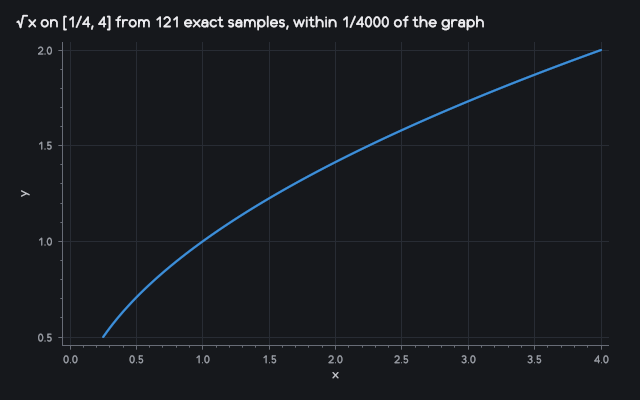 √x on [1/4, 4] from 121 exact samples, within 1/4000 of the graph
2.0
1.5
y
1.0
0.5
0.0 0.5 1.0 1.5 2.0 2.5 3.0 3.5 4.0
x